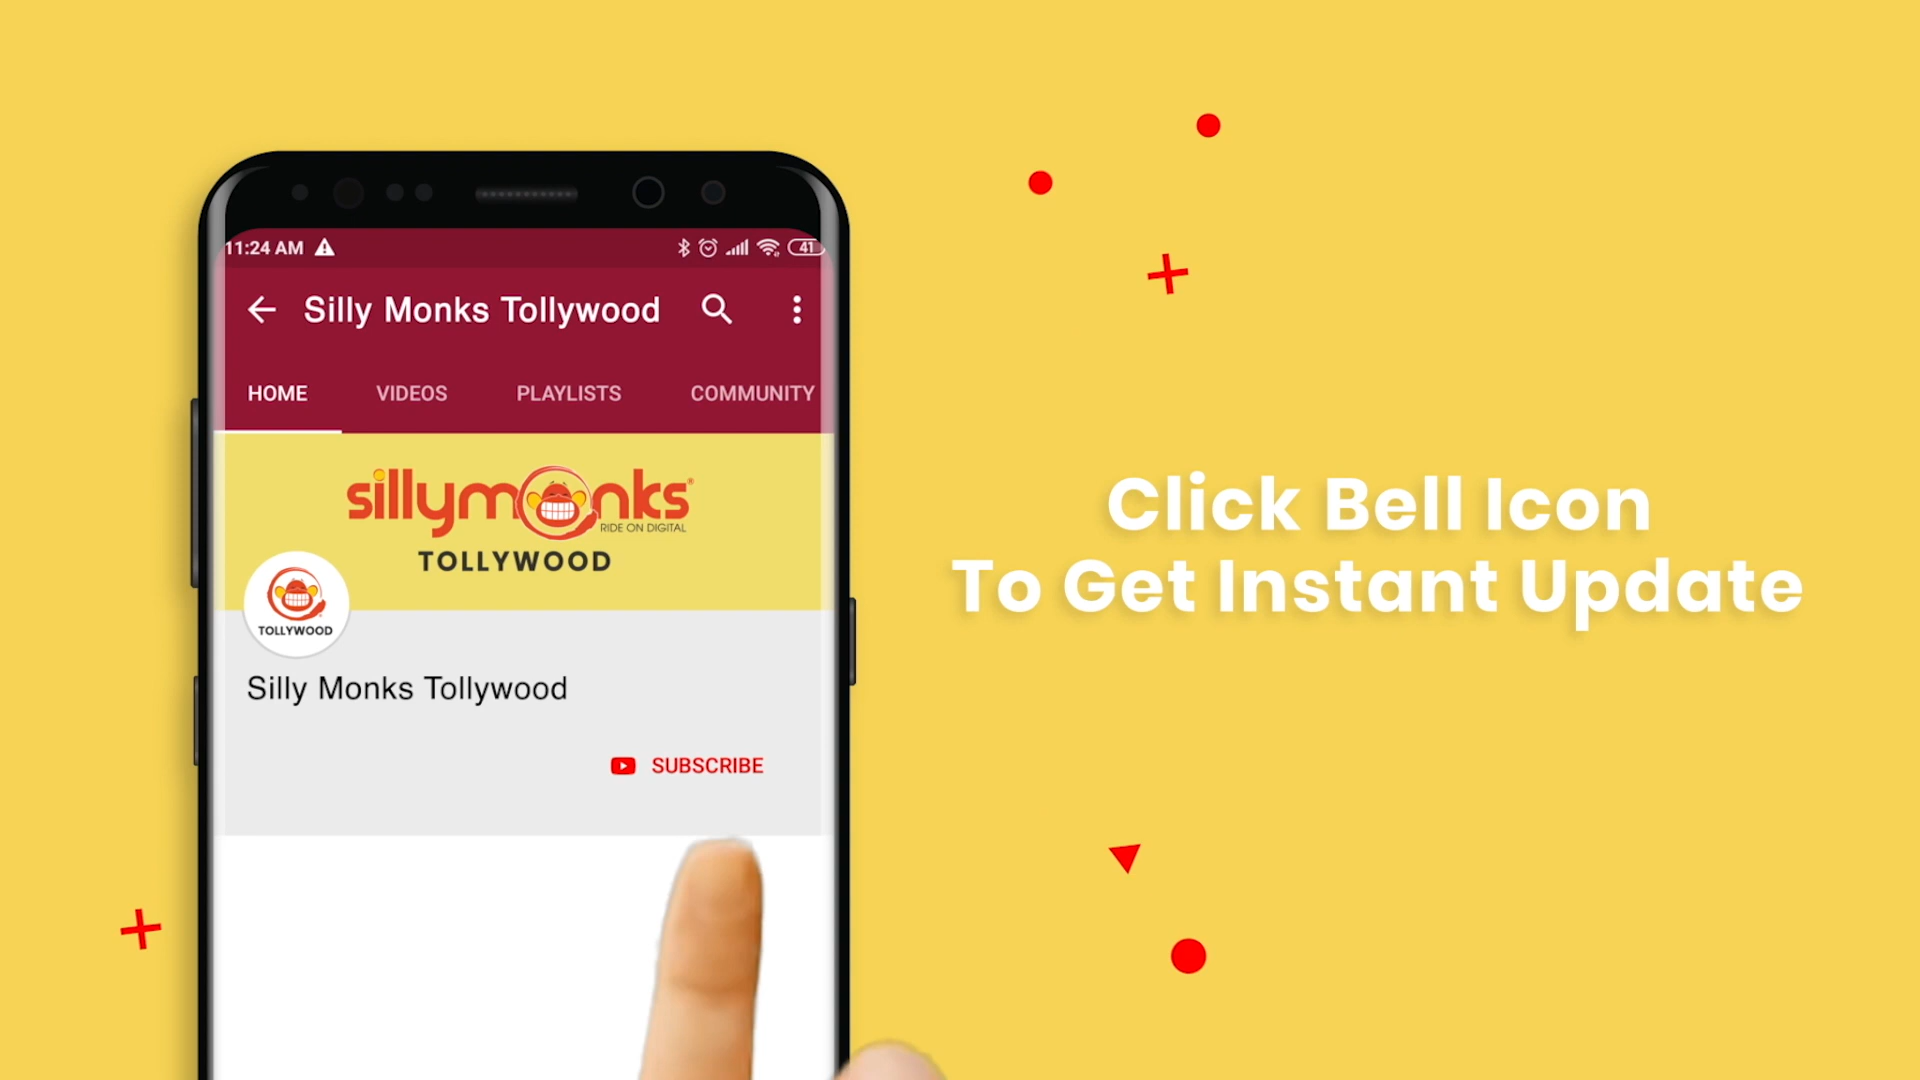 11:24 AM
41
Silly Monks Tollywood
HOME VIDEOS PLAYLISTS COMMUNITY
sillymonks®
RIDE ON DIGITAL
TOLLYWOOD
TOLLYWOOD
Silly Monks Tollywood
SUBSCRIBE
Click Bell Icon
To Get Instant Update